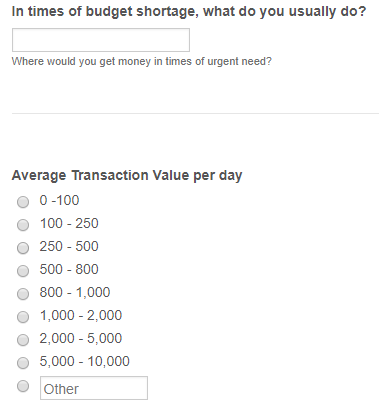 In times of budget shortage, what do you usually do?
Where would you get money in times of urgent need?
Average Transaction Value per day
0 -100
100 - 250
250 - 500
500 - 800
800 - 1,000
1,000 - 2,000
2,000 - 5,000
5,000 - 10,000
Other